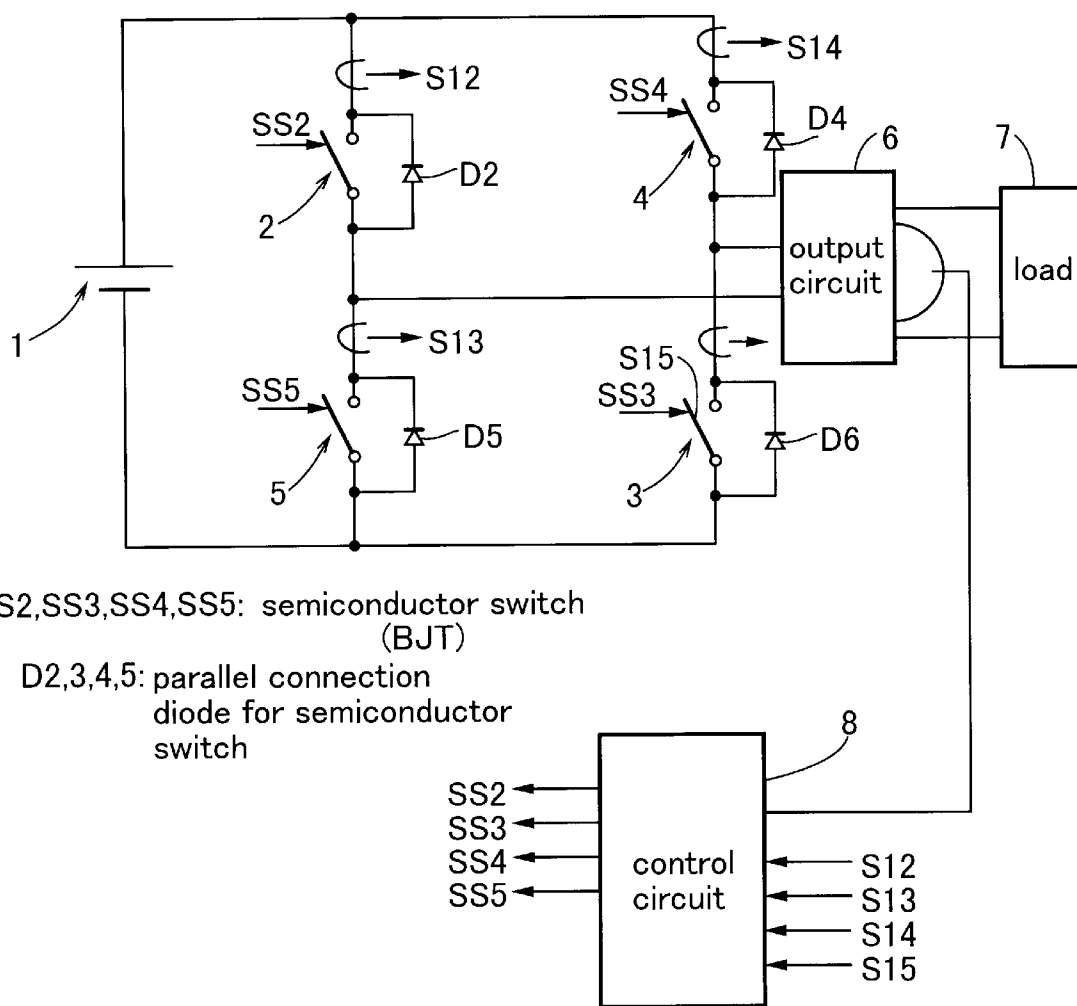 S12
S14
SS2
SS4
D2
D4
2
4
6
7
output
circuit
load
1
S13
S15
SS5
SS3
D5
D6
5
3
S2,SS3,SS4,SS5: semiconductor switch
(BJT)
D2,3,4,5: parallel connection
diode for semiconductor
switch
8
SS2
SS3
SS4
SS5
control
circuit
S12
S13
S14
S15